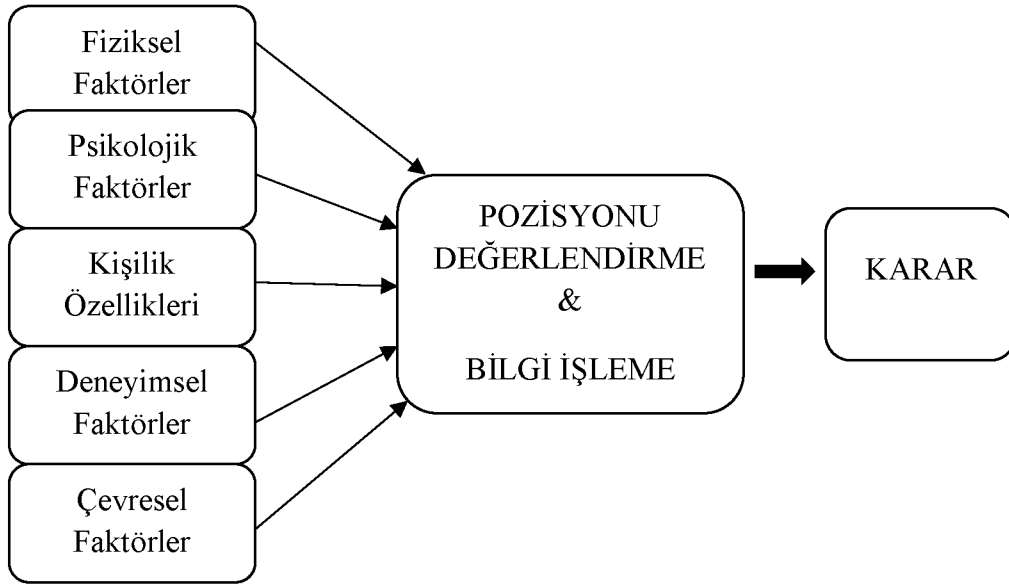 Fiziksel
Faktörler
Psikolojik
Faktörler
Kişilik
Özellikleri
Deneyimsel
Faktörler
Çevresel
Faktörler
POZİSYONU
DEĞERLENDİRME
&
BİLGİ İŞLEME
KARAR